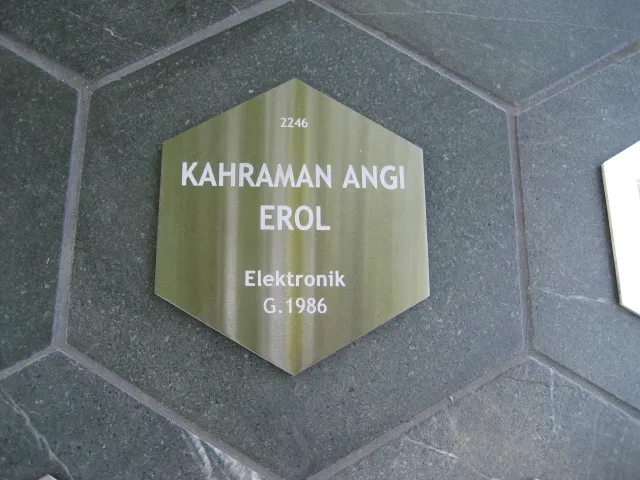 2246
KAHRAMAN ANGI
EROL
Elektronik
G.1986